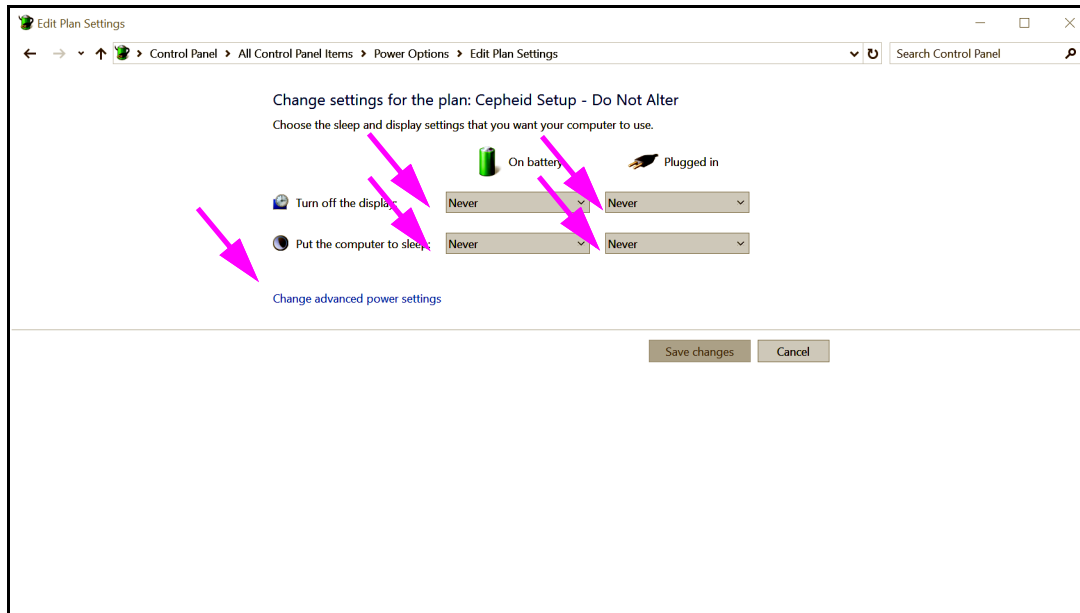 Edit Plan Settings
Control Panel > All Control Panel Items > Power Options > Edit Plan Settings
Search Control Panel
Change settings for the plan: Cepheid Setup - Do Not Alter
Choose the sleep and display settings that you want your computer to use.
On battery Plugged in
Turn off the display: Never Never
Put the computer to sleep: Never Never
Change advanced power settings
Save changes Cancel